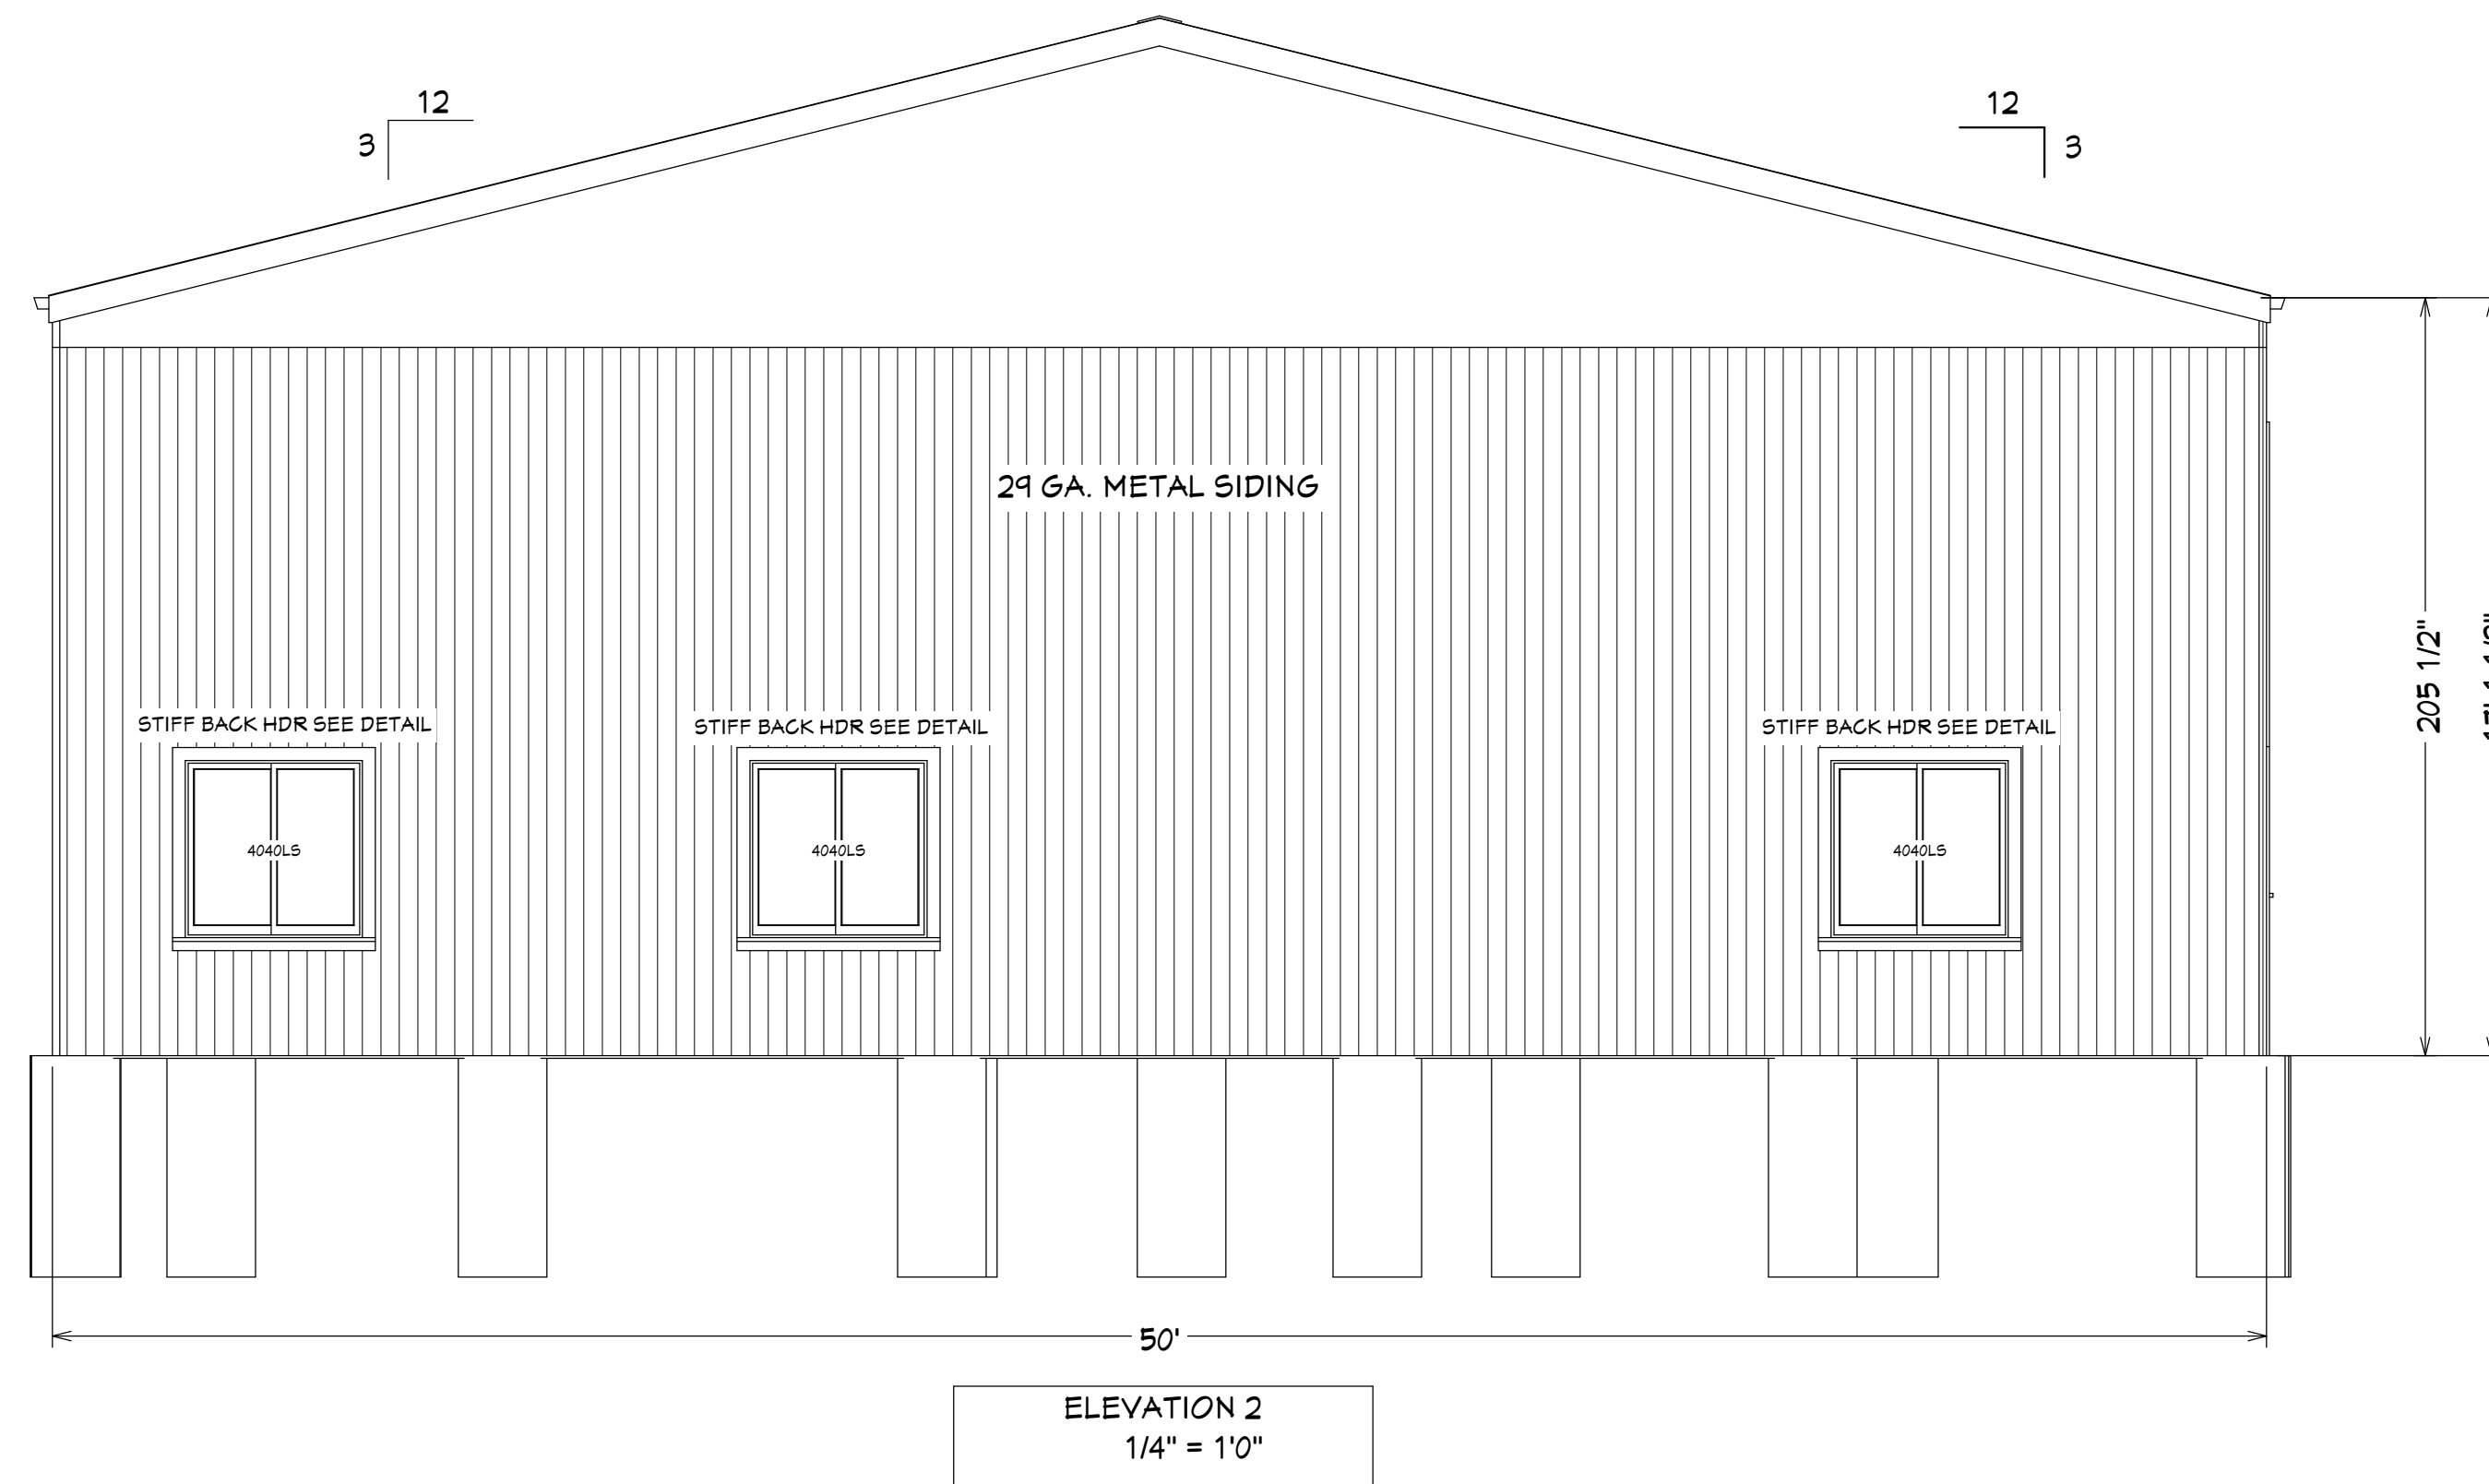 12
3
12
3
29 GA. METAL SIDING
205 1/2"
STIFF BACK HDR SEE DETAIL
STIFF BACK HDR SEE DETAIL
STIFF BACK HDR SEE DETAIL
4040LS
4040LS
4040LS
50'
ELEVATION 2
1/4" = 1'0"